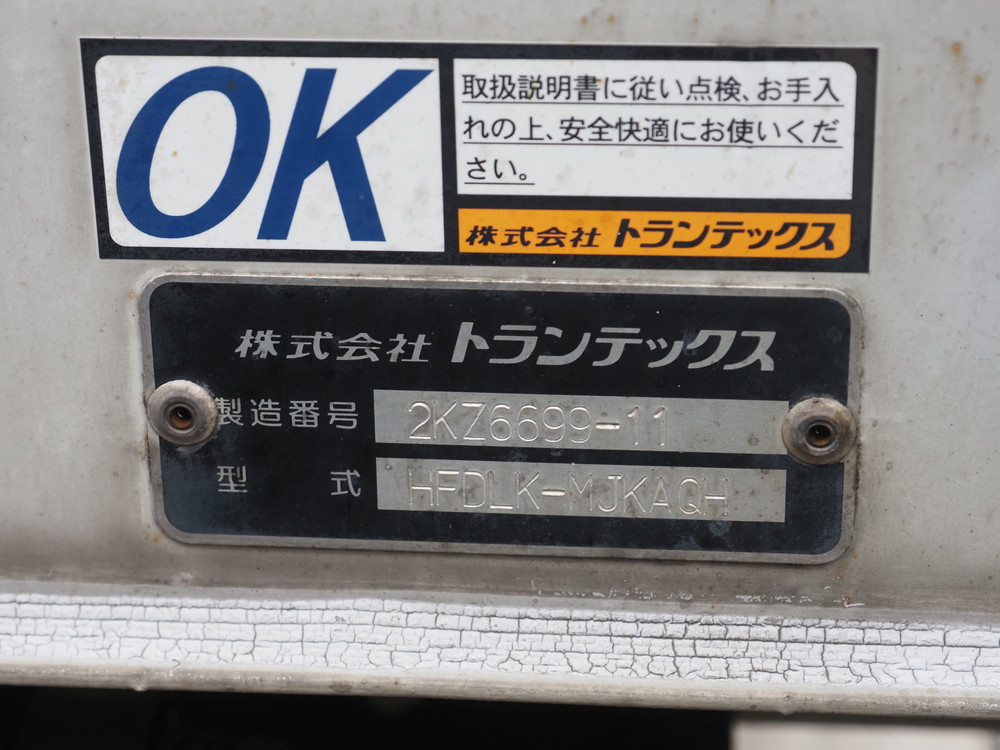 OK
取扱説明書に従い点検、お手入
れの上、安全快適にお使いくだ
さい。
株式会社 トランテックス
株式会社 トランテックス
製造番号 2KZ6699-11
型 式 HFDLK-MJKAQH